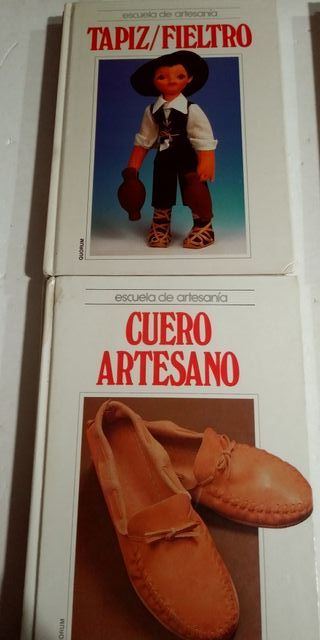 escuela de artesanía
TAPIZ/FIELTRO
QUORUM
escuela de artesanía
CUERO
ARTESANO